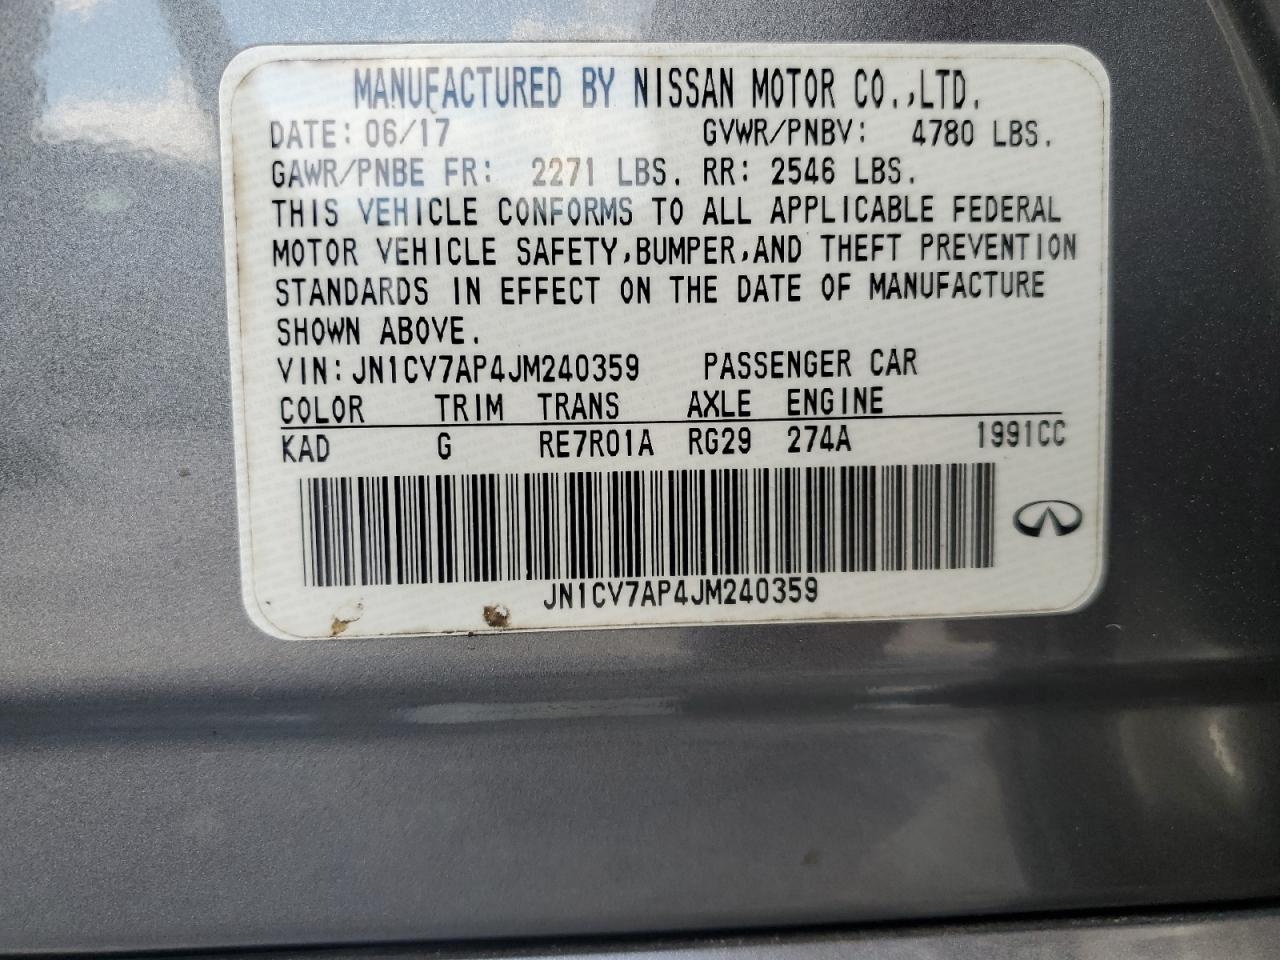 MANUFACTURED BY NISSAN MOTOR CO.,LTD.
DATE: 06/17 GVWR/PNBV: 4780 LBS.
GAWR/PNBE FR: 2271 LBS. RR: 2546 LBS.
THIS VEHICLE CONFORMS TO ALL APPLICABLE FEDERAL
MOTOR VEHICLE SAFETY,BUMPER,AND THEFT PREVENTION
STANDARDS IN EFFECT ON THE DATE OF MANUFACTURE
SHOWN ABOVE.
VIN: JN1CV7AP4JM240359 PASSENGER CAR
COLOR TRIM TRANS AXLE ENGINE
KAD G RE7R01A RG29 274A 1991CC
JN1CV7AP4JM240359